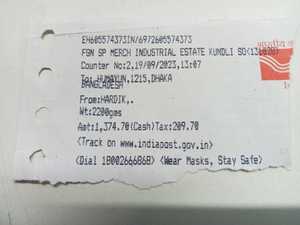 EH605574373IN/6972605574373
FGN SP MERCH INDUSTRIAL ESTATE KUNDLI SO(131028)
Counter No:2,19/09/2023,13:07
To: HUMAYUN,1215,DHAKA
BANGLADESH
From:HARDIK,.
Wt:2200gms
Amt:1,374.70(Cash)Tax:209.70
<Track on www.indiapost.gov.in>
<Dial 18002666868> <Wear Masks, Stay Safe>